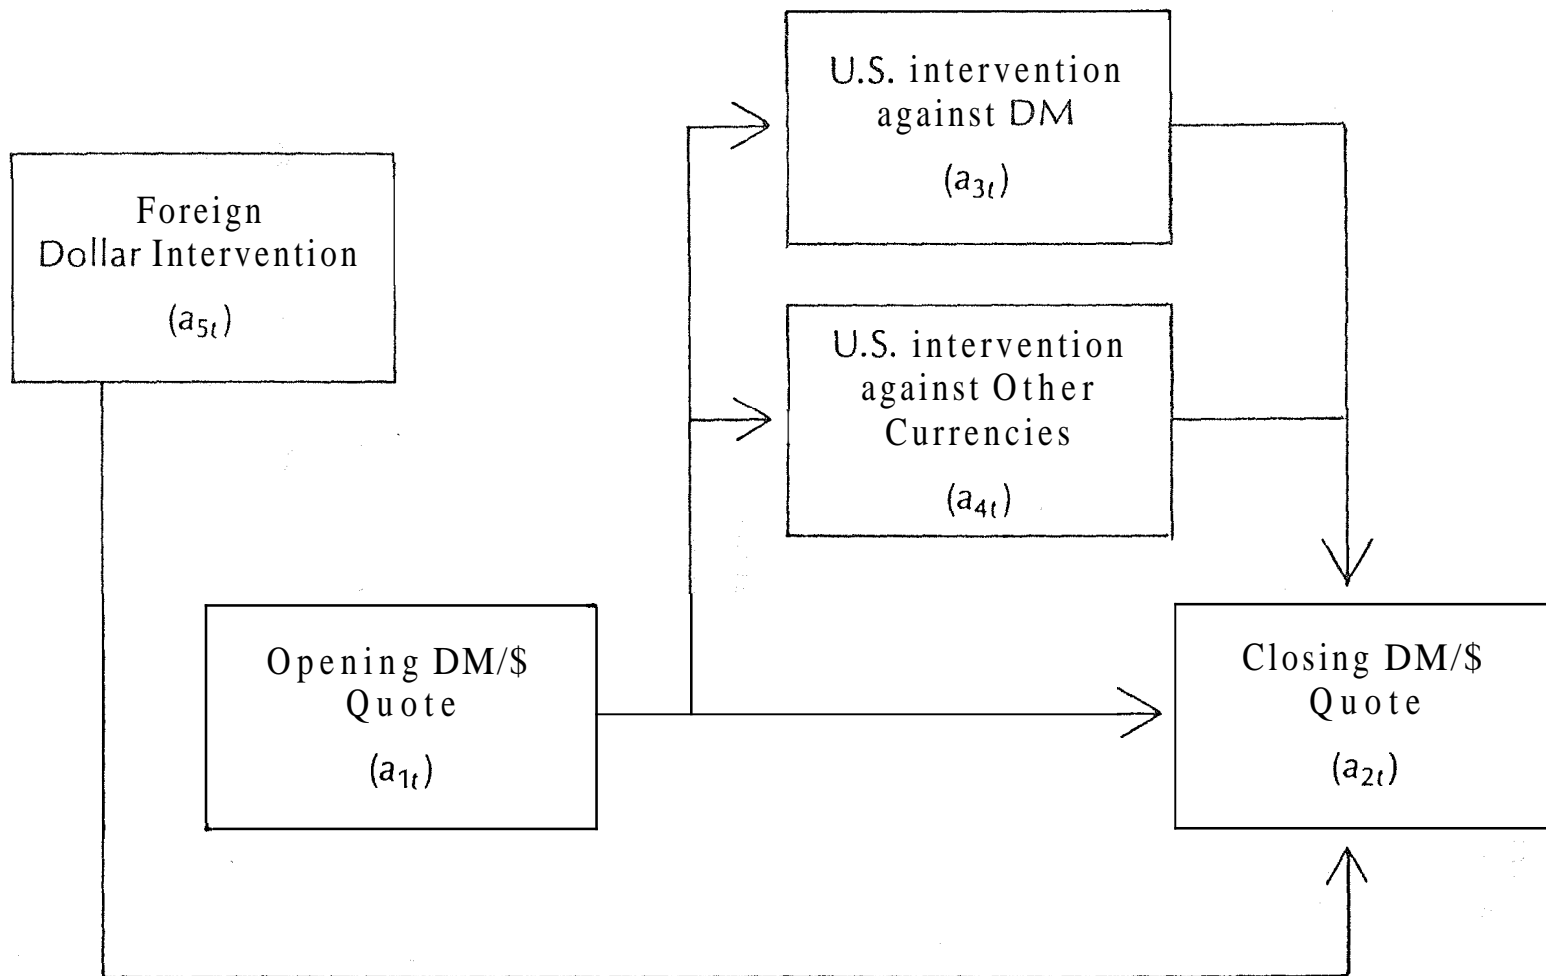 U.S. intervention
against DM
(a3t)
Foreign
Dollar Intervention
(a5t)
U.S. intervention
against Other
Currencies
(a4t)
Opening DM/$
Quote
(a1t)
Closing DM/$
Quote
(a2t)